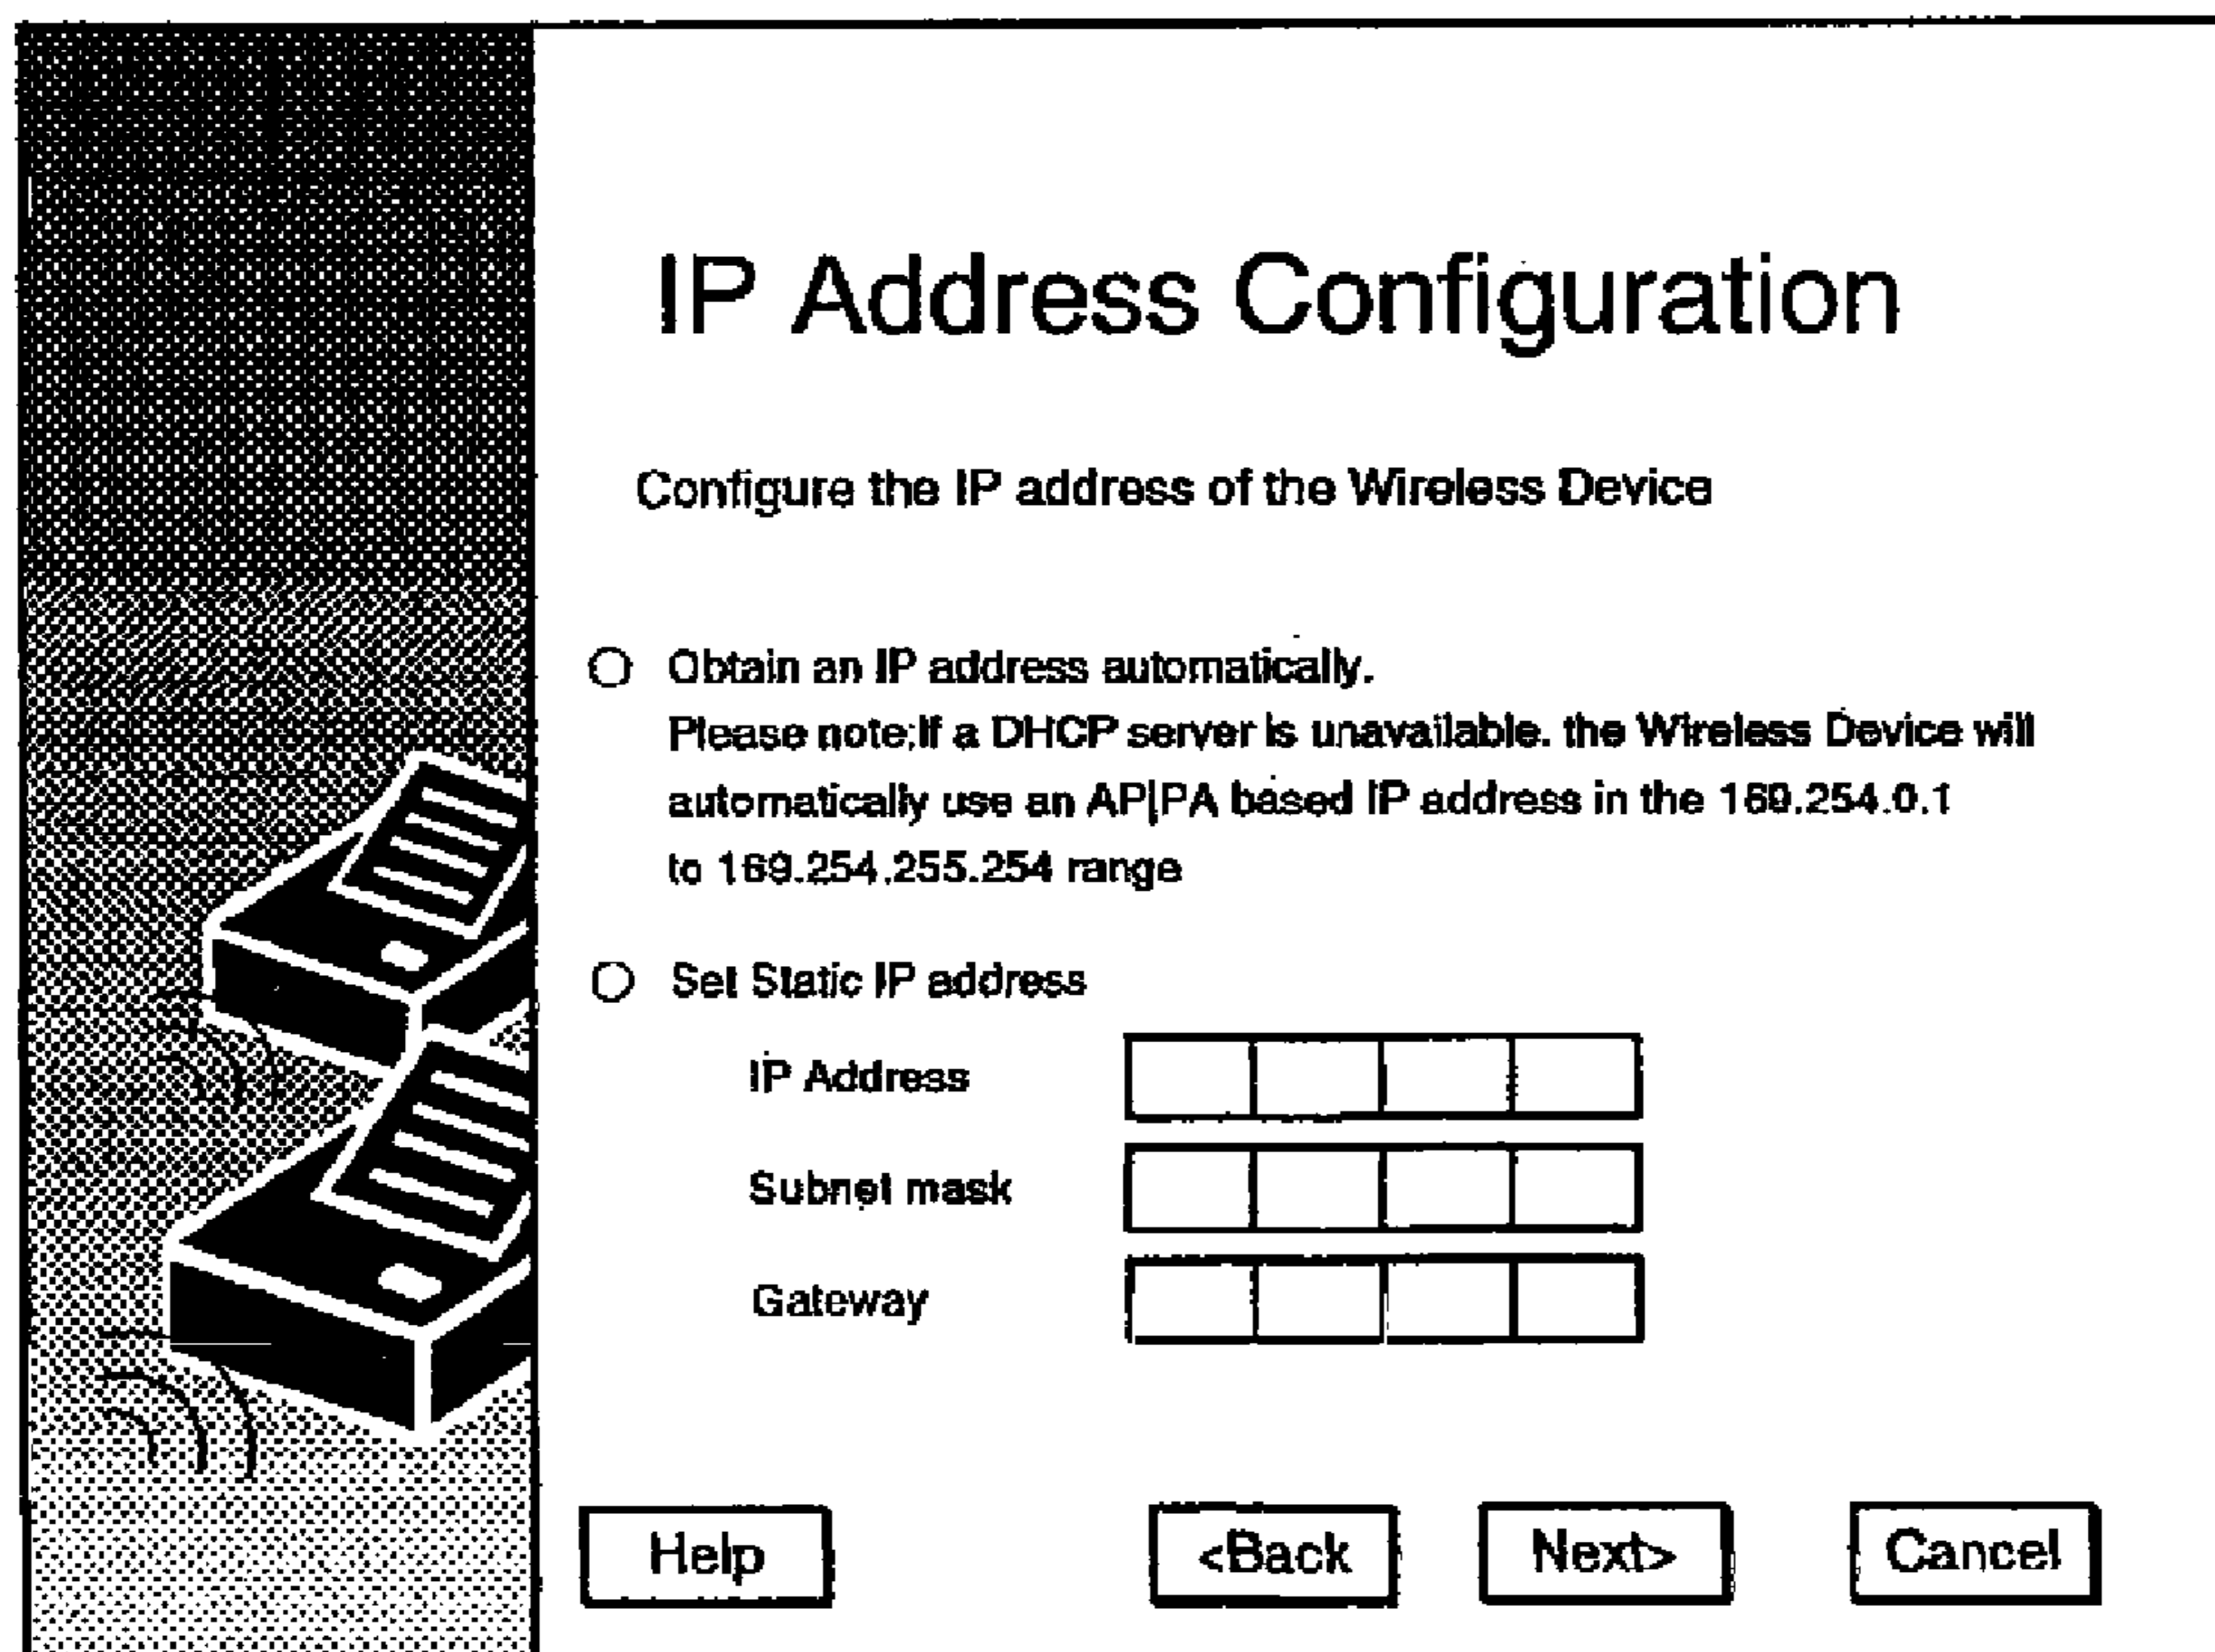 IP Address Configuration
Configure the IP address of the Wireless Device
Obtain an IP address automatically.
Please note:If a DHCP server is unavailable. the Wireless Device will
automatically use an AP|PA based IP address in the 169.254.0.1
to 169.254.255.254 range
Set Static IP address
IP Address
Subnet mask
Gateway
Help <Back Next> Cancel